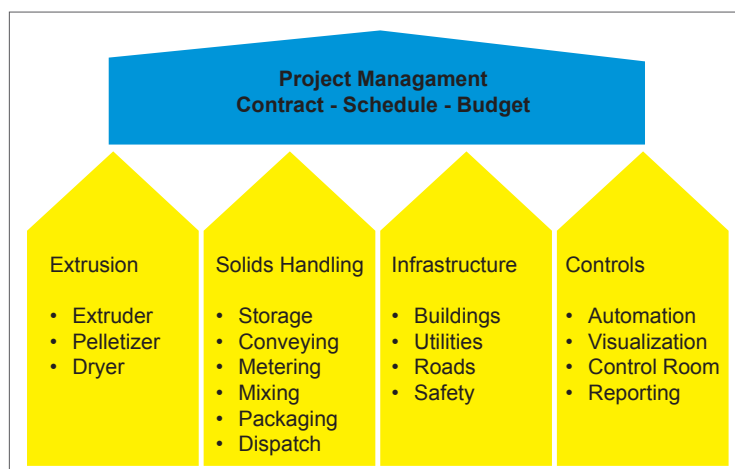 Project Managament
Contract - Schedule - Budget
Extrusion
• Extruder
• Pelletizer
• Dryer
Solids Handling
• Storage
• Conveying
• Metering
• Mixing
• Packaging
• Dispatch
Infrastructure
• Buildings
• Utilities
• Roads
• Safety
Controls
• Automation
• Visualization
• Control Room
• Reporting